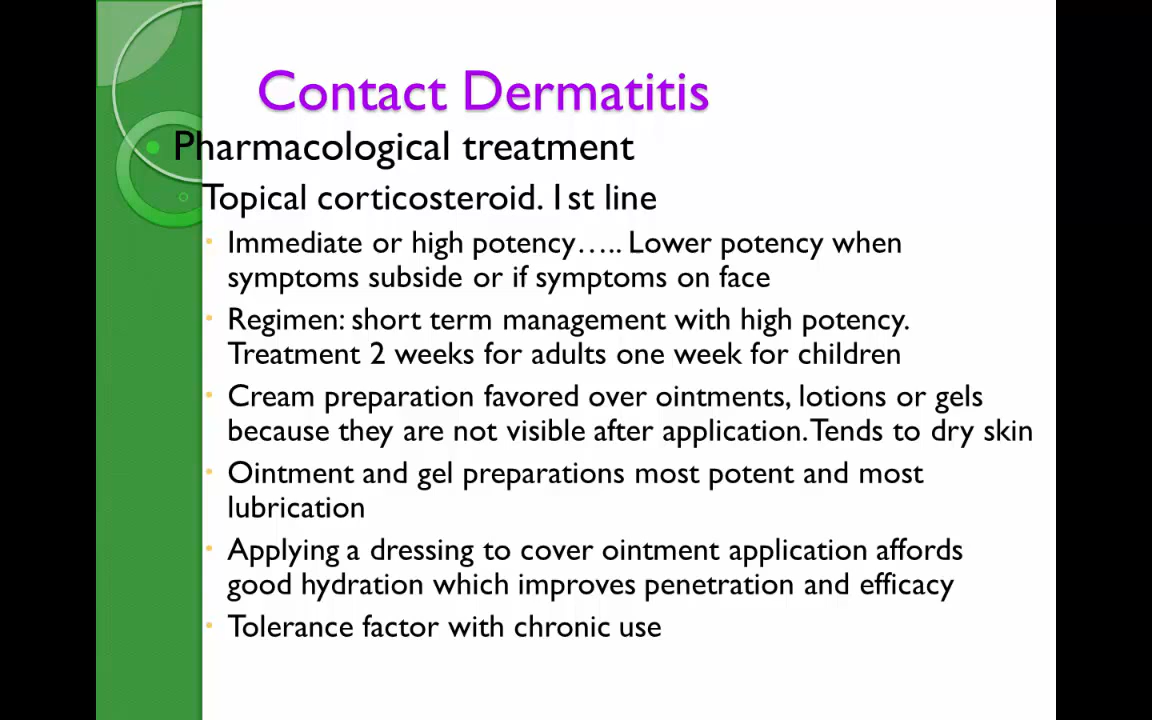 Contact Dermatitis
Pharmacological treatment
Topical corticosteroid. 1st line
Immediate or high potency….. Lower potency when
symptoms subside or if symptoms on face
Regimen: short term management with high potency.
Treatment 2 weeks for adults one week for children
Cream preparation favored over ointments, lotions or gels
because they are not visible after application. Tends to dry skin
Ointment and gel preparations most potent and most
lubrication
Applying a dressing to cover ointment application affords
good hydration which improves penetration and efficacy
Tolerance factor with chronic use